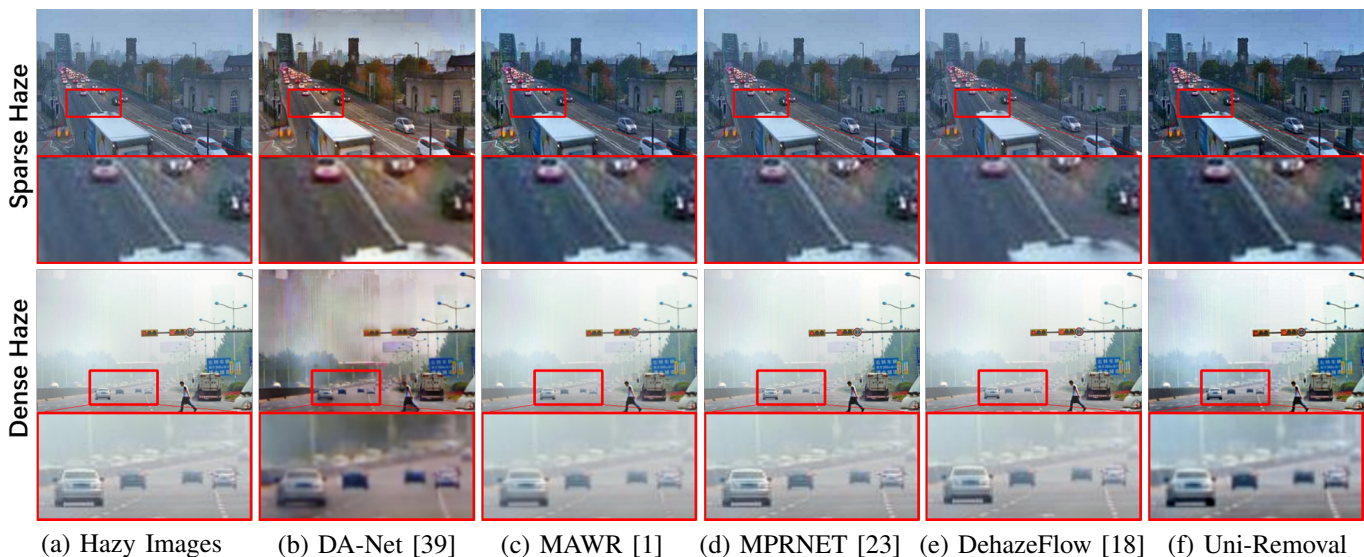 Sparse Haze
Dense Haze
(a) Hazy Images
(b) DA-Net [39]
(c) MAWR [1]
(d) MPRNET [23]
(e) DehazeFlow [18]
(f) Uni-Removal